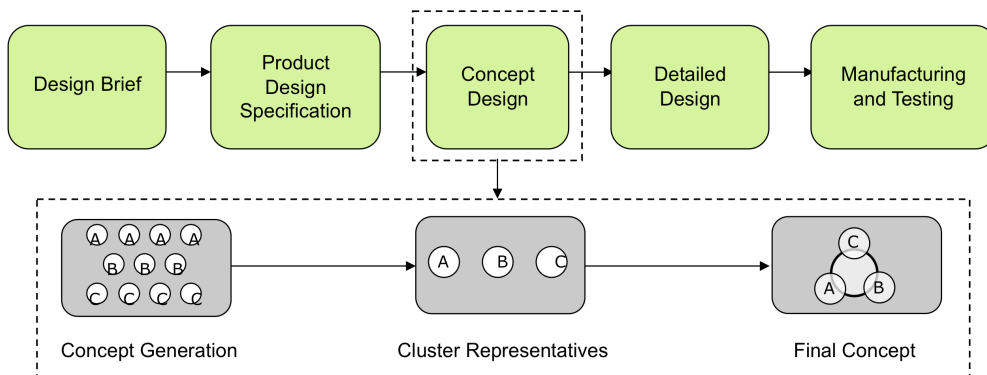 Design Brief
Product
Design
Specification
Concept
Design
Detailed
Design
Manufacturing
and Testing
A A A A
B B B
C C C C
A B C
C
A B
Concept Generation
Cluster Representatives
Final Concept